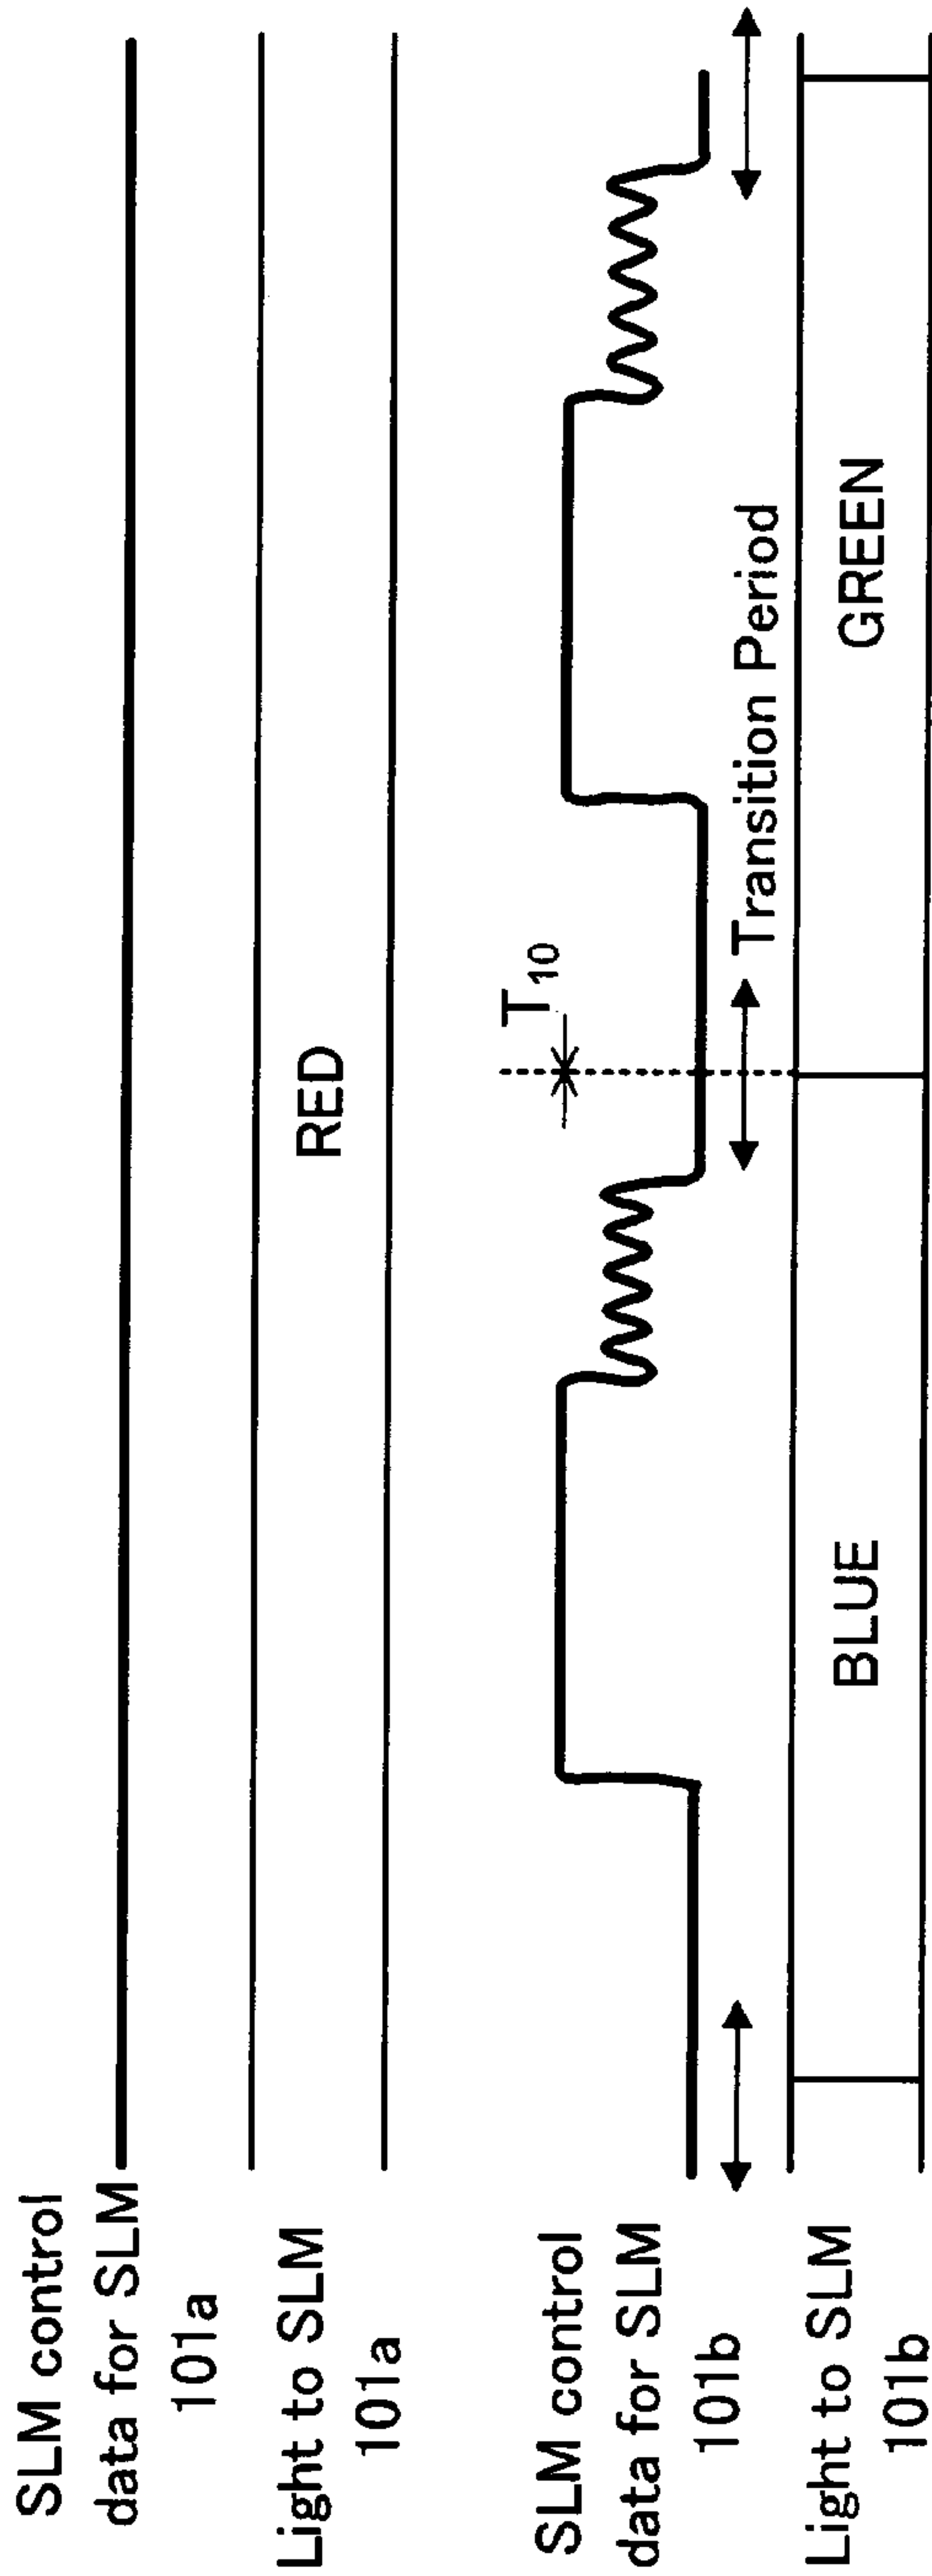 SLM control
data for SLM
101a
Light to SLM
101a
RED
SLM control
data for SLM
101b
T10
Transition Period
Light to SLM
101b
BLUE
GREEN